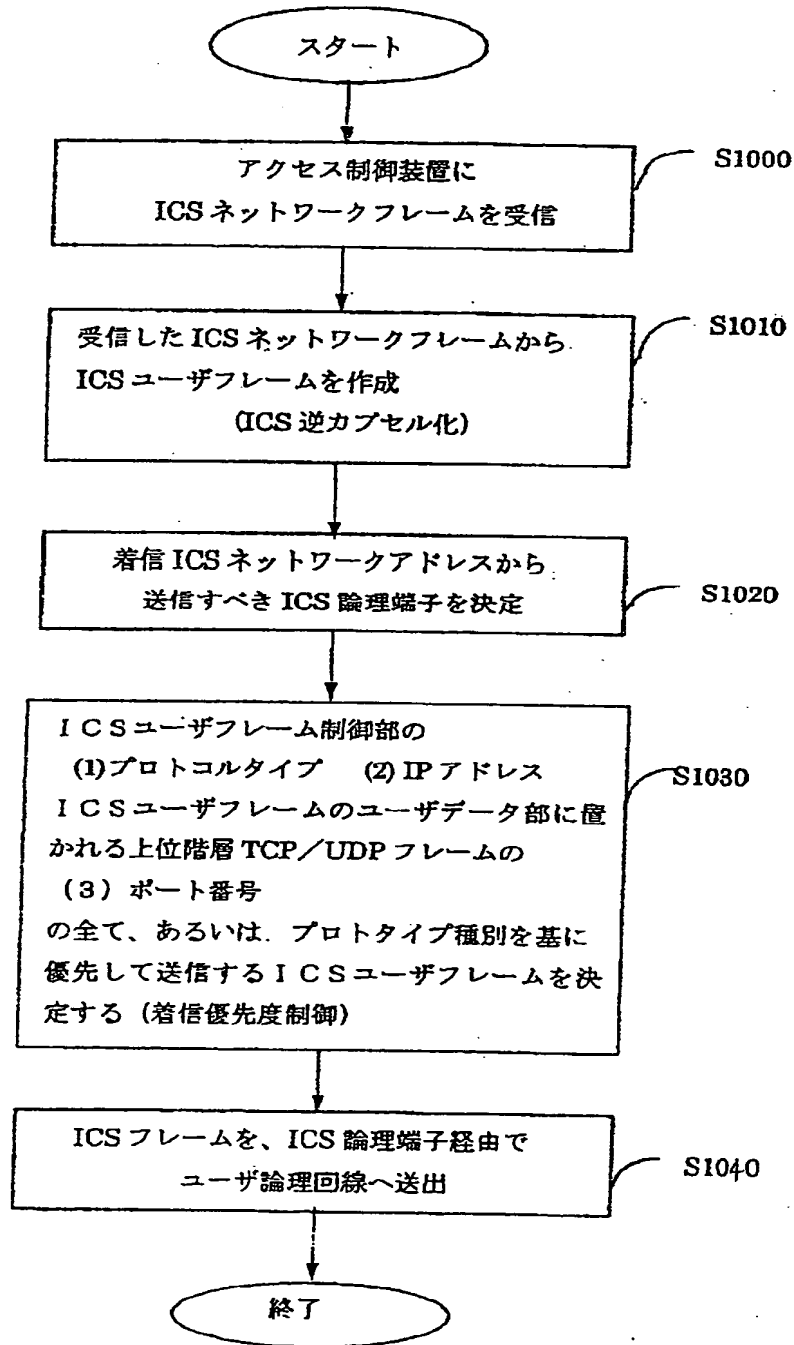 スタート
アクセス制御装置に
ICSネットワークフレームを受信
S1000
受信したICSネットワークフレームから
ICSユーザフレームを作成
(ICS逆カプセル化)
S1010
着信ICSネットワークアドレスから
送信すべきICS論理端子を決定
S1020
ＩＣＳユーザフレーム制御部の
(1)プロトコルタイプ (2)IPアドレス
ＩＣＳユーザフレームのユーザデータ部に置
かれる上位階層TCP／UDPフレームの
（３）ポート番号
の全て、あるいは．プロトタイプ種別を基に
優先して送信するＩＣＳユーザフレームを決
定する（着信優先度制御）
S1030
ICSフレームを、ICS論理端子経由で
ユーザ論理回線へ送出
S1040
終了